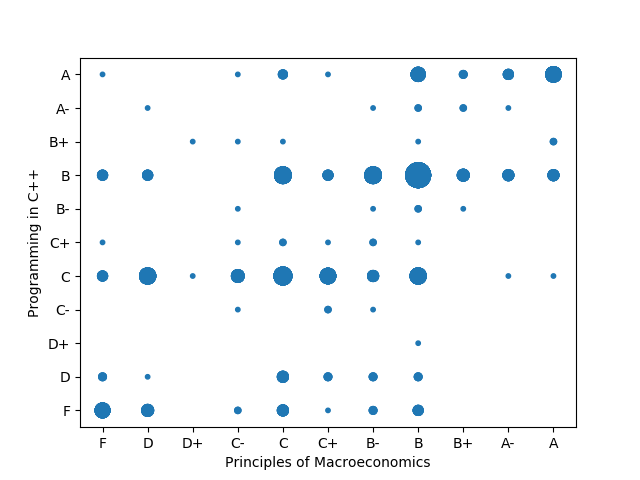 A
A-
B+
B
B-
C+
C
C-
D+
D
F
Programming in C++
F D D+ C- C C+ B- B B+ A- A
Principles of Macroeconomics